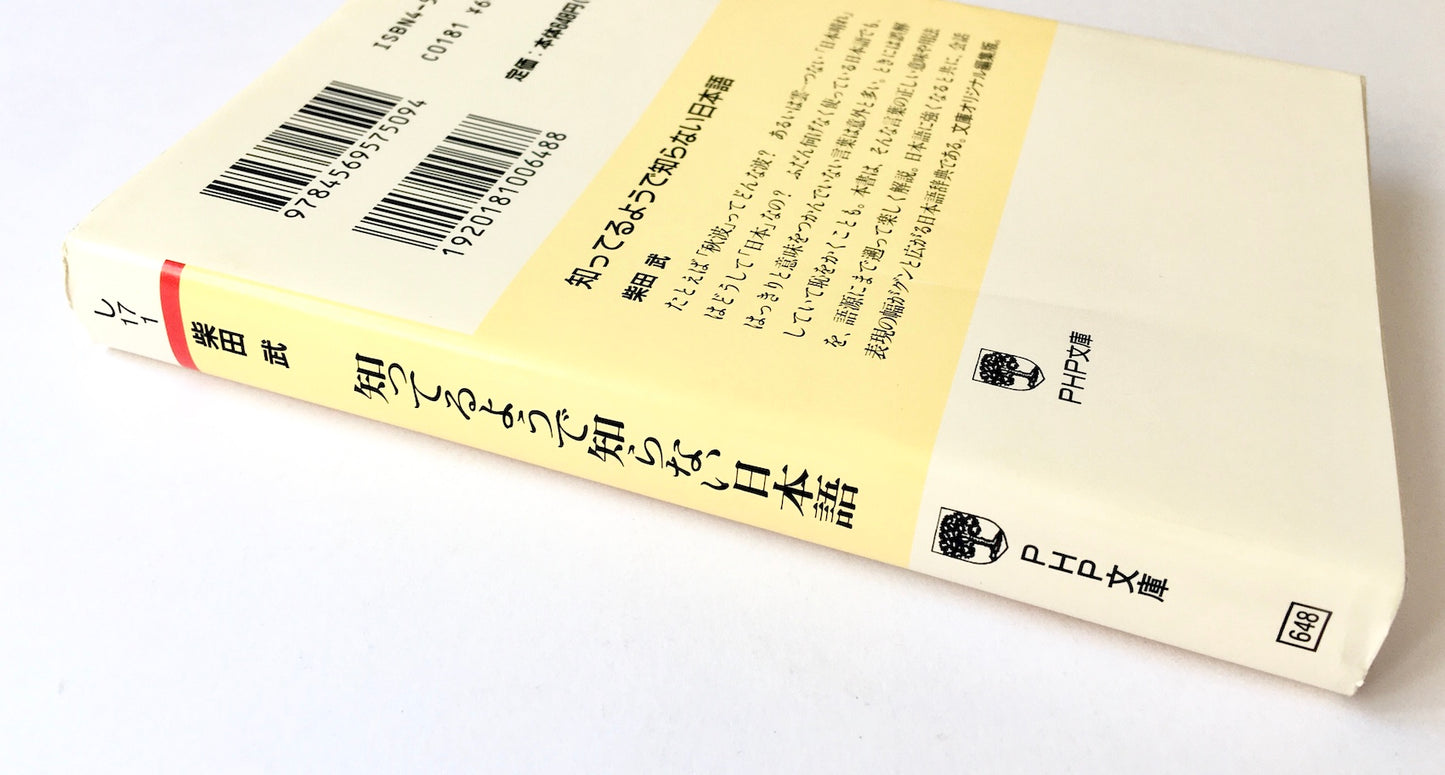 ISBN4-5
C0181 ¥6
定価：本体648円(
9784569575094
1920181006488
知ってるようで知らない日本語
柴田 武
たとえば「秋波」ってどんな波？ あるいは雲一つない「日本晴れ」
はどうして「日本」なの？ ふだん何げなく使っている日本語でも、
はっきりと意味をつかんでいない言葉は意外と多い。ときには誤解
していて恥をかくことも。本書は、そんな言葉の正しい意味や用法
を、語源にまで遡って楽しく解説。日本語に強くなると共に、会話
表現の幅がグンと広がる日本語辞典である。文庫オリジナル編集版。
PHP文庫
し
17
1
柴田 武
知ってるようで知らない日本語
PHP文庫
648